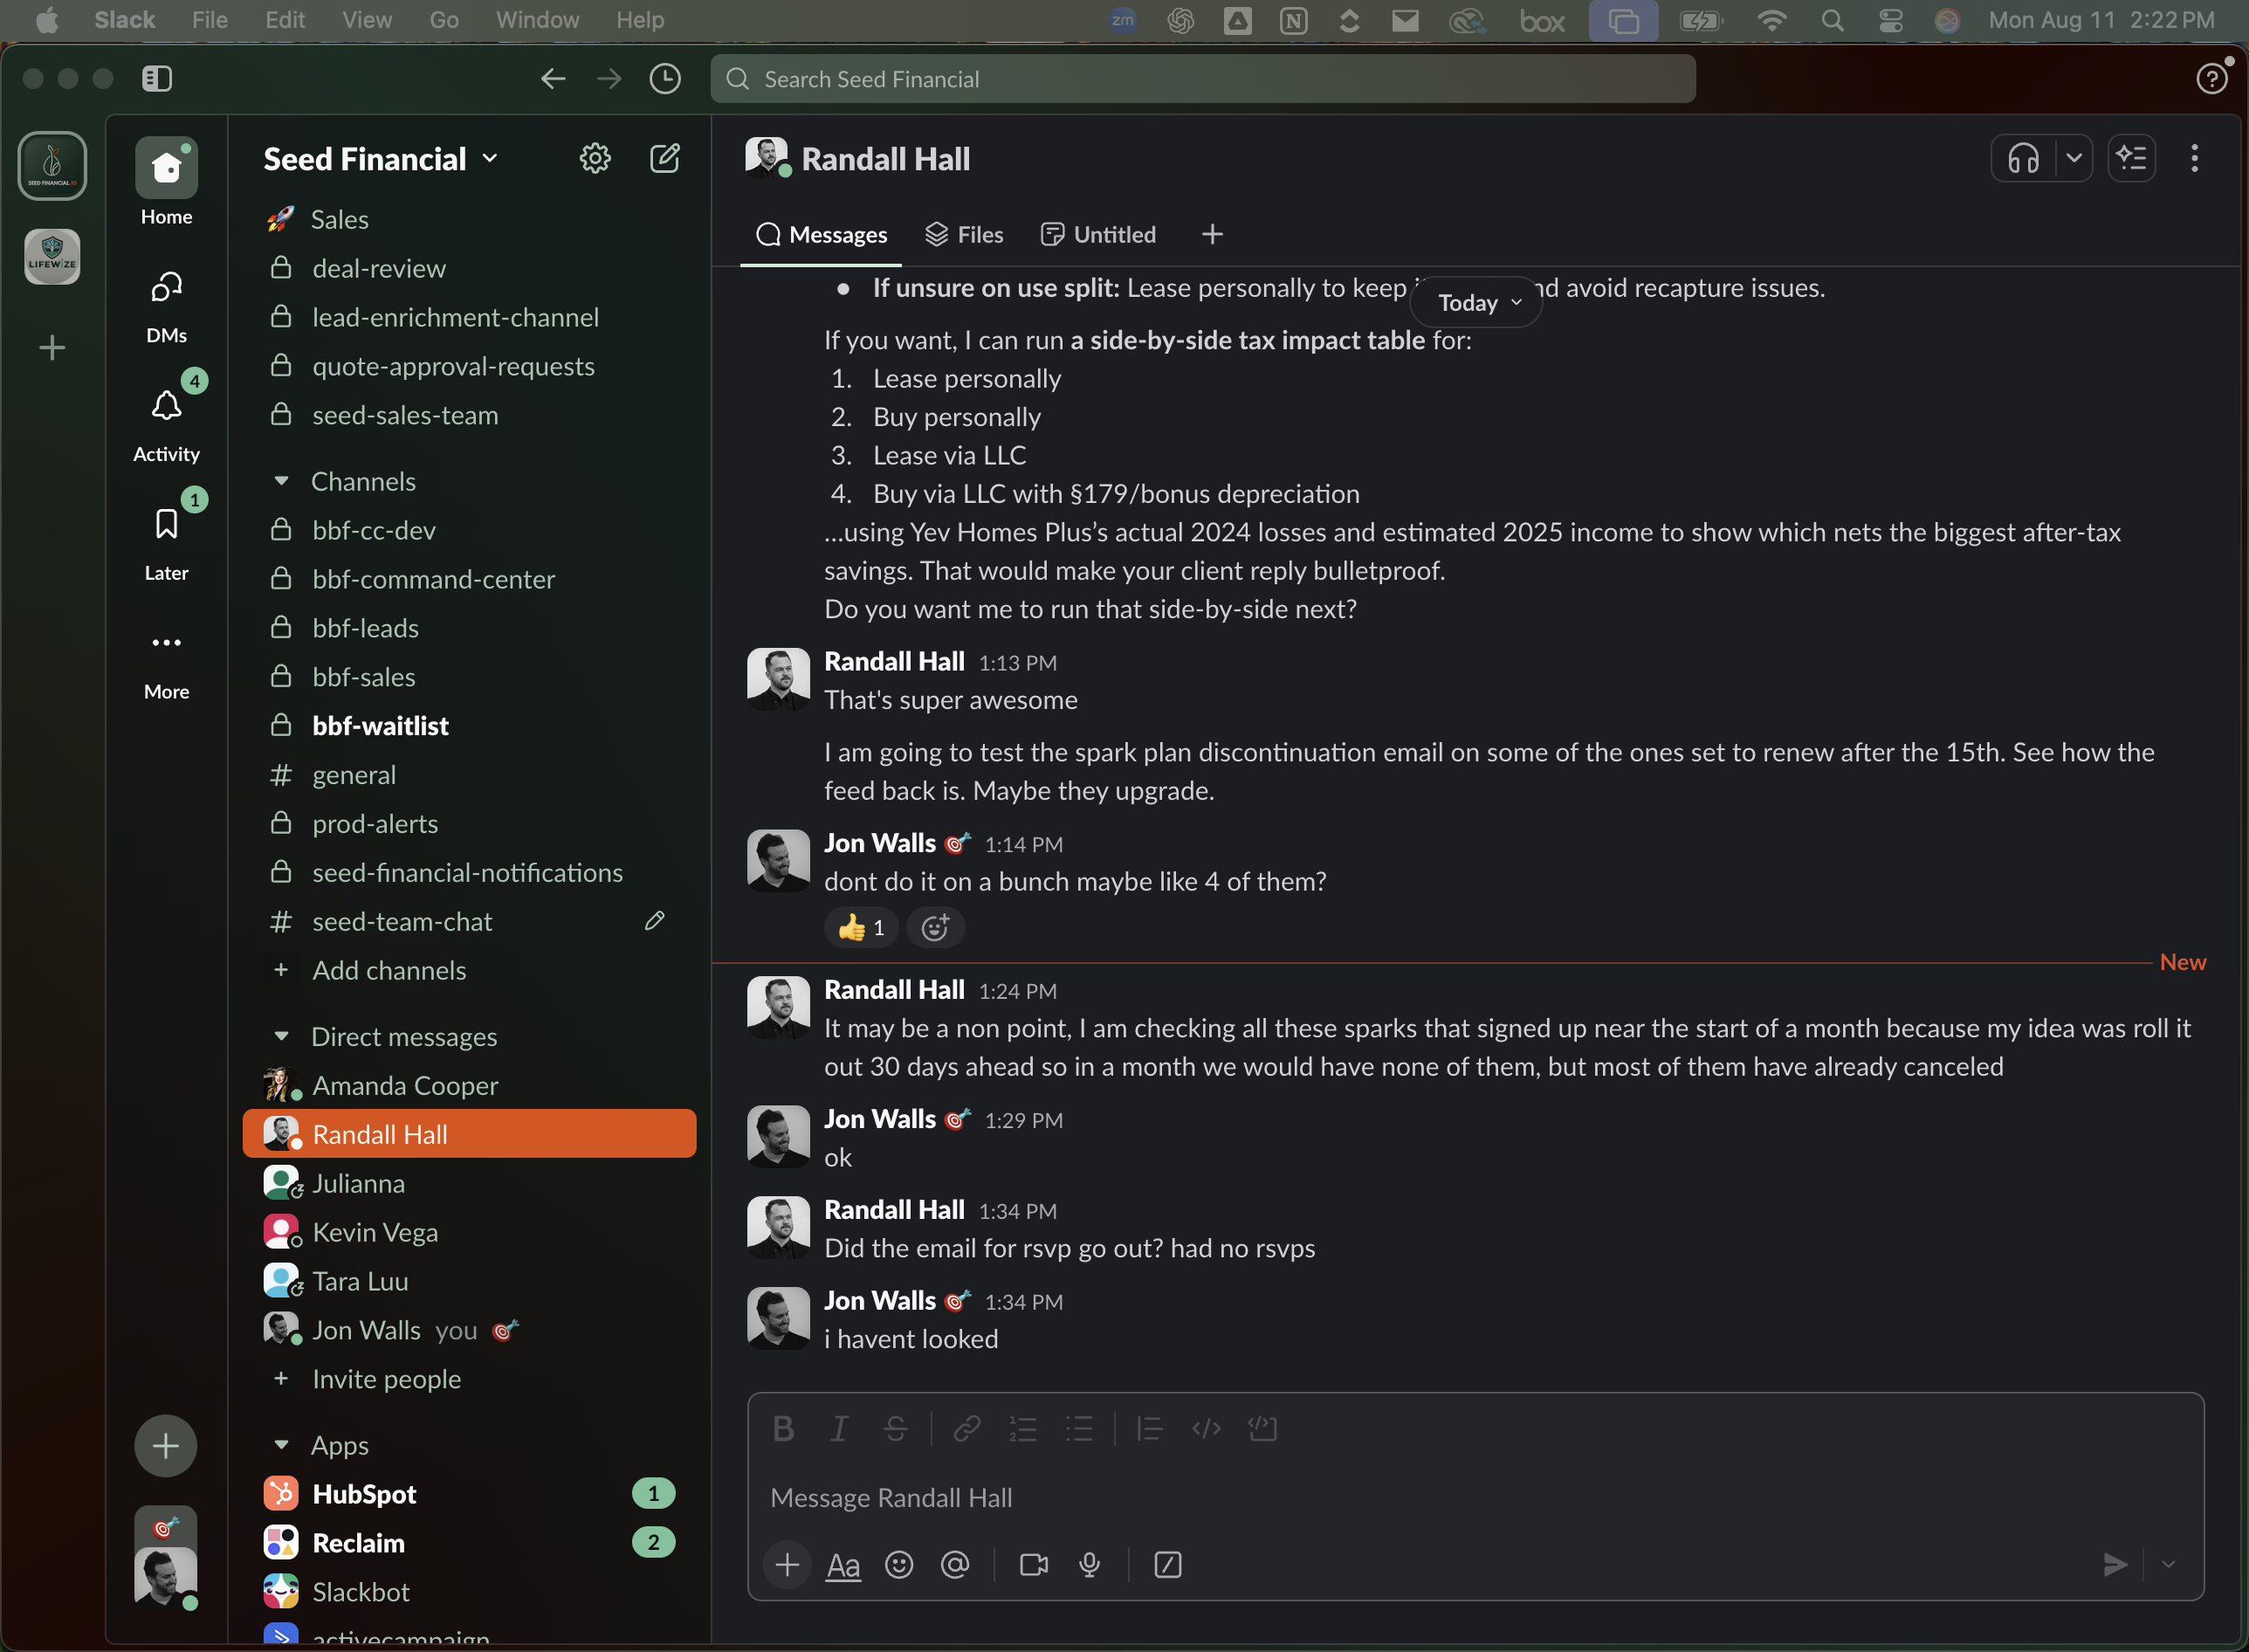 Slack File Edit View Go Window Help
zm box Mon Aug 11 2:22 PM
Search Seed Financial
SEED FINANCIAL
LIFEWIZE
Home
DMs
4
Activity
1
Later
More
Seed Financial
Sales
deal-review
lead-enrichment-channel
quote-approval-requests
seed-sales-team
Channels
bbf-cc-dev
bbf-command-center
bbf-leads
bbf-sales
bbf-waitlist
# general
prod-alerts
seed-financial-notifications
# seed-team-chat
+ Add channels
Direct messages
Amanda Cooper
Randall Hall
Julianna
Kevin Vega
Tara Luu
Jon Walls you
+ Invite people
Apps
HubSpot 1
Reclaim 2
Slackbot
activecampaign
Randall Hall
Messages Files Untitled +
• If unsure on use split: Lease personally to keep avoid recapture issues.
Today
If you want, I can run a side-by-side tax impact table for:
1. Lease personally
2. Buy personally
3. Lease via LLC
4. Buy via LLC with §179/bonus depreciation
...using Yev Homes Plus’s actual 2024 losses and estimated 2025 income to show which nets the biggest after-tax
savings. That would make your client reply bulletproof.
Do you want me to run that side-by-side next?
Randall Hall 1:13 PM
That's super awesome
I am going to test the spark plan discontinuation email on some of the ones set to renew after the 15th. See how the
feed back is. Maybe they upgrade.
Jon Walls 1:14 PM
dont do it on a bunch maybe like 4 of them?
👍 1
New
Randall Hall 1:24 PM
It may be a non point, I am checking all these sparks that signed up near the start of a month because my idea was roll it
out 30 days ahead so in a month we would have none of them, but most of them have already canceled
Jon Walls 1:29 PM
ok
Randall Hall 1:34 PM
Did the email for rsvp go out? had no rsvps
Jon Walls 1:34 PM
i havent looked
B I S
Message Randall Hall
+ Aa @